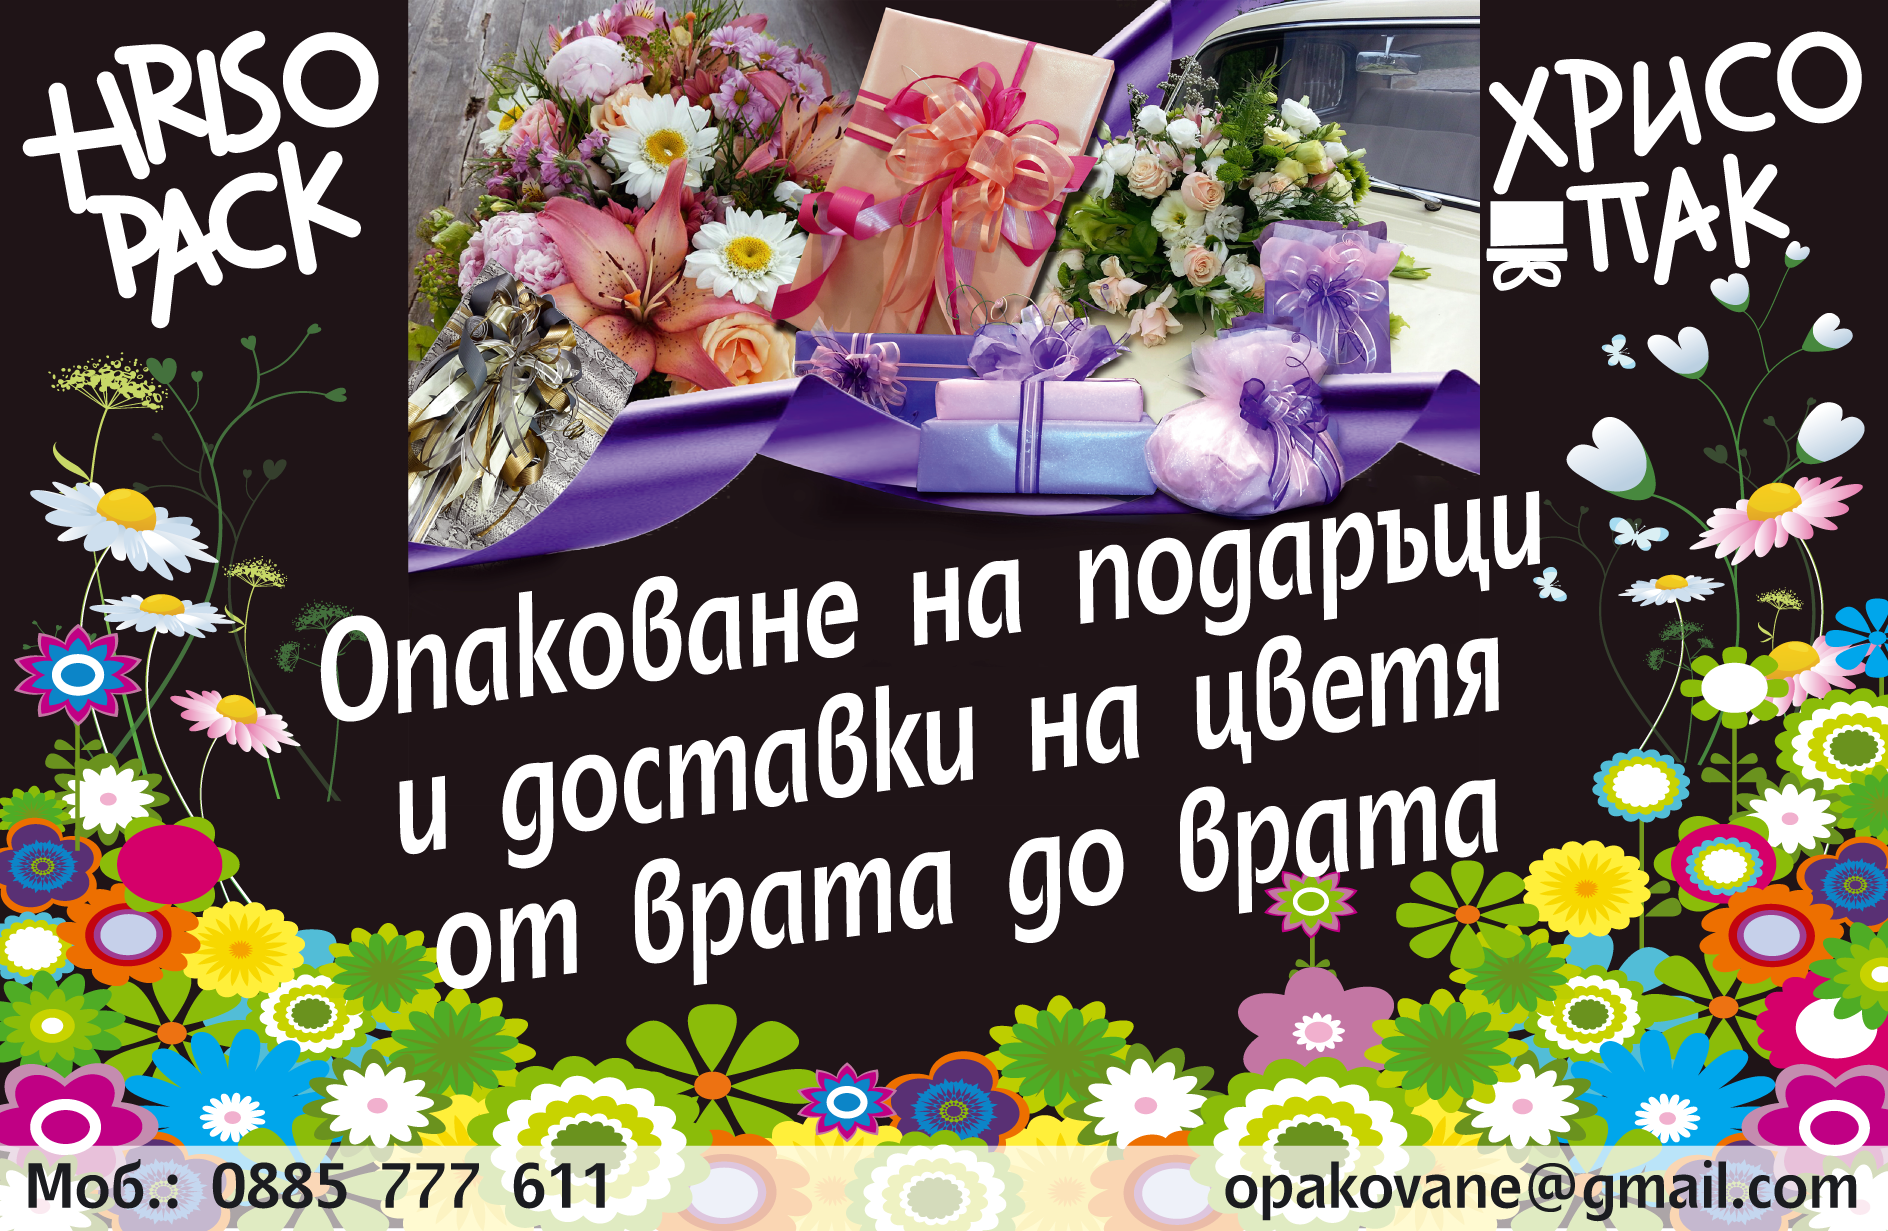 HRISO
PACK
ХРИСО
ПАК
Опаковане на подаръци
и доставки на цветя
от врата до врата
Моб.: 0885 777 611
opakovane@gmail.com